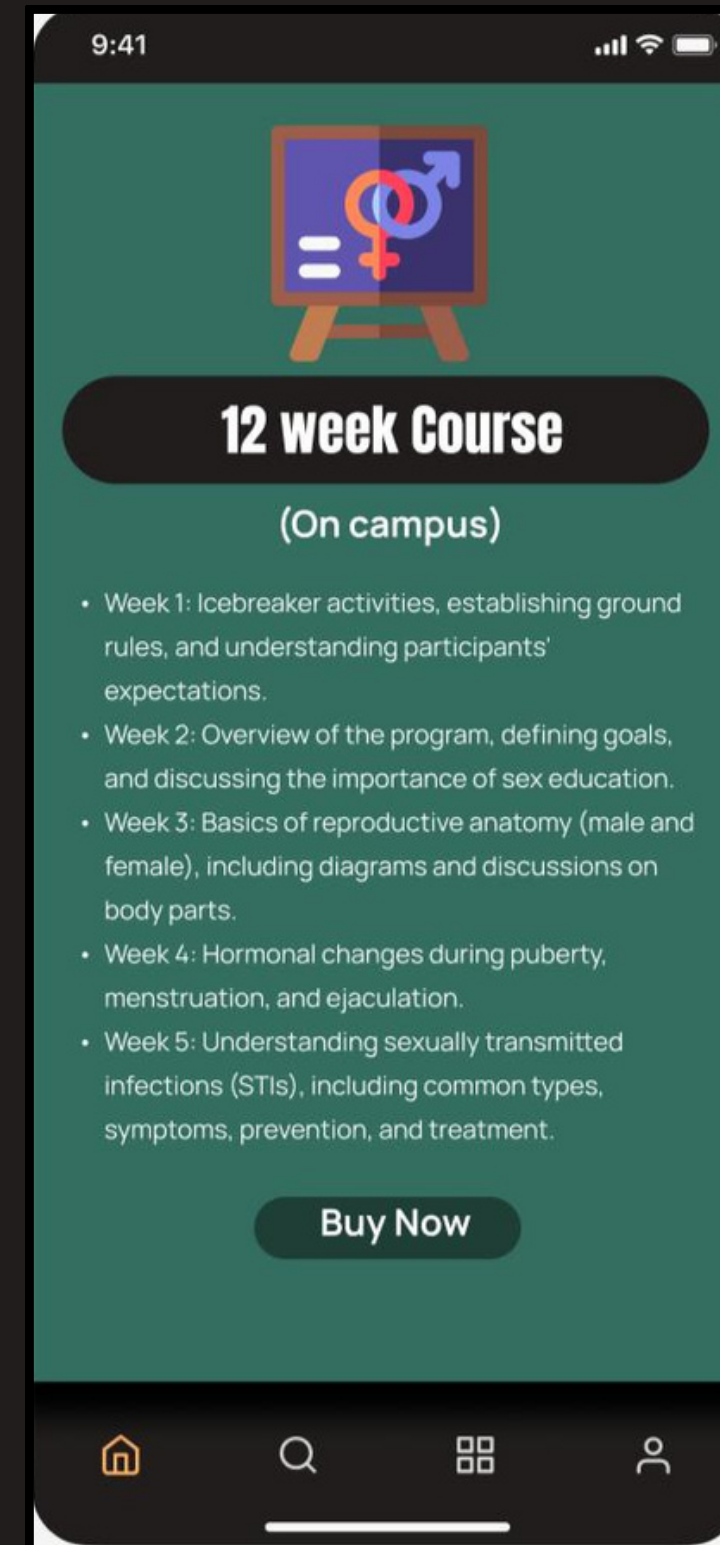 9:41
12 week Course
(On campus)
• Week 1: Icebreaker activities, establishing ground
rules, and understanding participants'
expectations.
• Week 2: Overview of the program, defining goals,
and discussing the importance of sex education.
• Week 3: Basics of reproductive anatomy (male and
female), including diagrams and discussions on
body parts.
• Week 4: Hormonal changes during puberty,
menstruation, and ejaculation.
• Week 5: Understanding sexually transmitted
infections (STIs), including common types,
symptoms, prevention, and treatment.
Buy Now